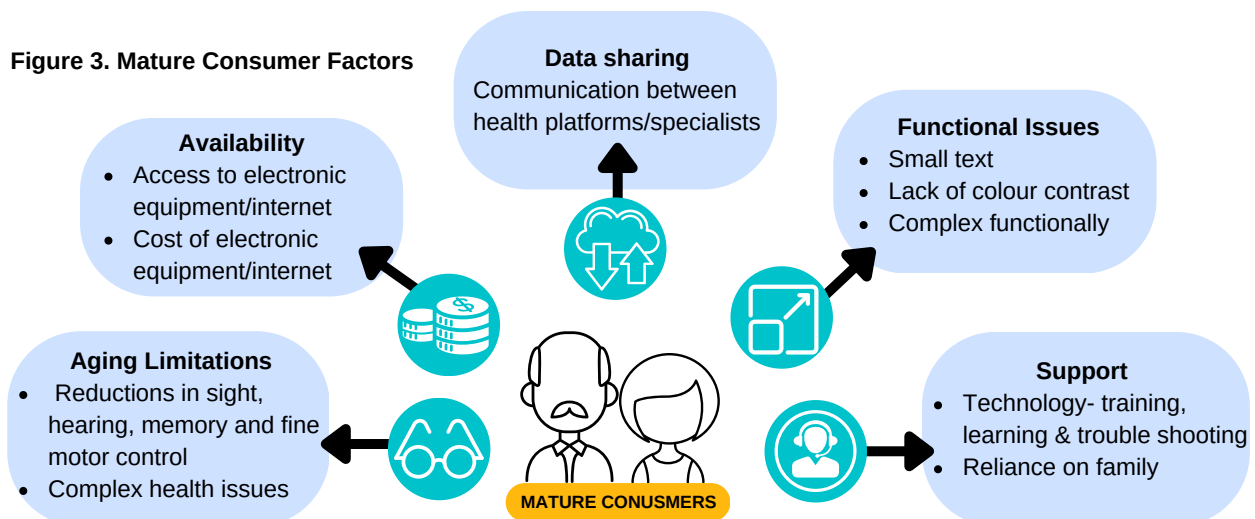 Figure 3. Mature Consumer Factors
Data sharing
Communication between
health platforms/specialists
Availability
• Access to electronic
equipment/internet
• Cost of electronic
equipment/internet
Functional Issues
• Small text
• Lack of colour contrast
• Complex functionally
Aging Limitations
• Reductions in sight,
hearing, memory and fine
motor control
• Complex health issues
Support
• Technology- training,
learning & trouble shooting
• Reliance on family
$
MATURE CONUSMERS